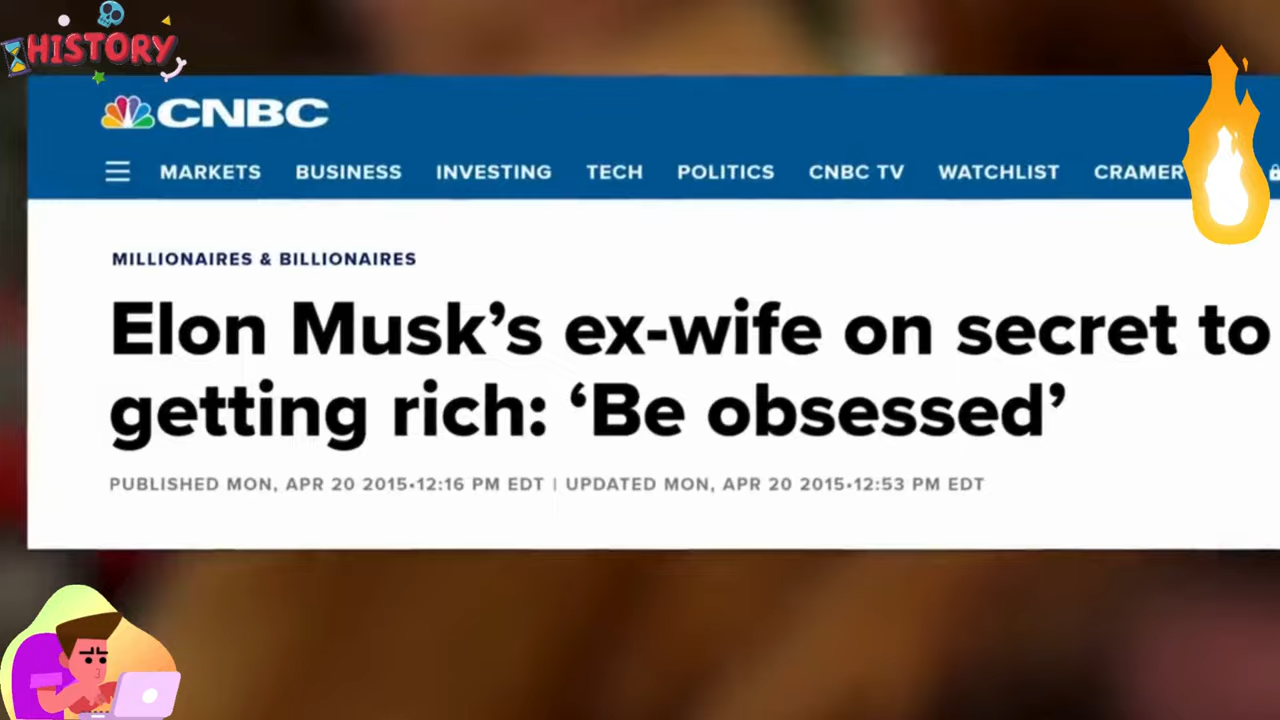 HISTORY
CNBC
MARKETS BUSINESS INVESTING TECH POLITICS CNBC TV WATCHLIST CRAMER
MILLIONAIRES & BILLIONAIRES
Elon Musk’s ex-wife on secret to
getting rich: ‘Be obsessed’
PUBLISHED MON, APR 20 2015•12:16 PM EDT | UPDATED MON, APR 20 2015•12:53 PM EDT